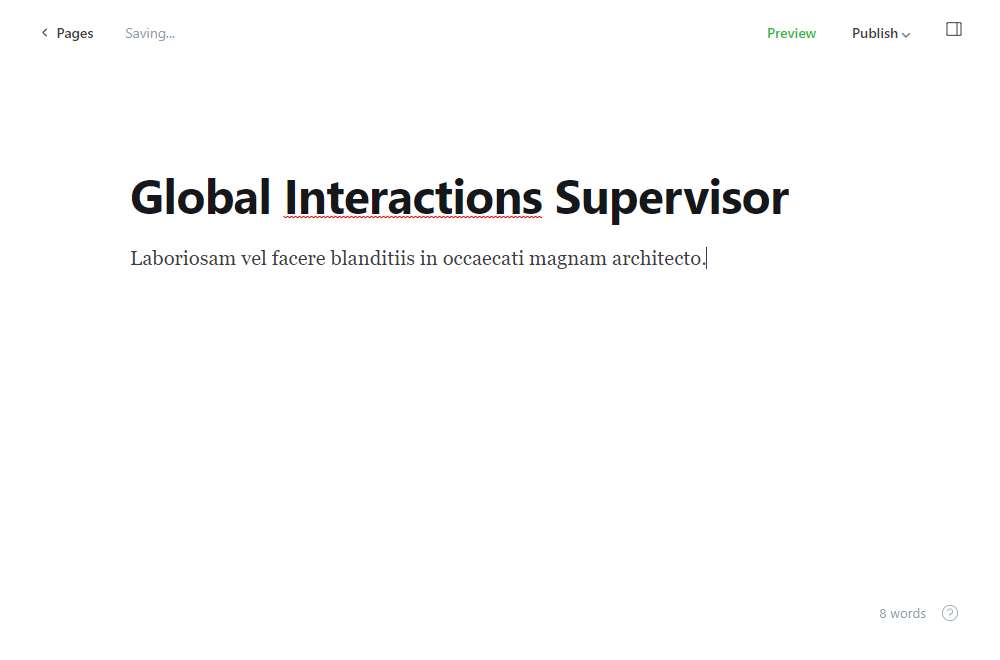 Pages
Saving...
Preview
Publish
Global Interactions Supervisor
Laboriosam vel facere blanditiis in occaecati magnam architecto.
8 words
?